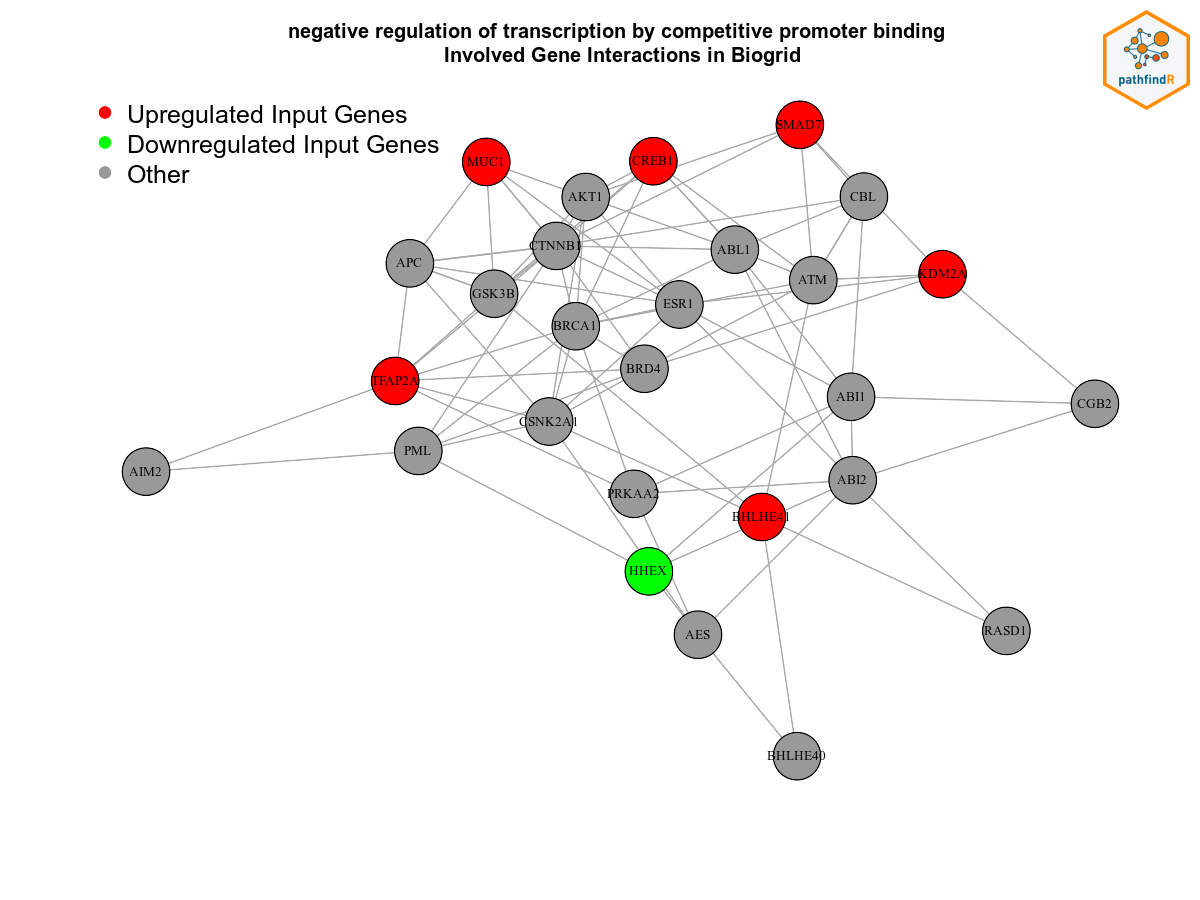 negative regulation of transcription by competitive promoter binding
Involved Gene Interactions in Biogrid
pathfindR
Upregulated Input Genes
Downregulated Input Genes
Other
SMAD7
MUC1
CREB1
AKT1
CBL
CTNNB1
ABL1
APC
KDM2A
ATM
GSK3B
ESR1
BRCA1
BRD4
TFAP2A
ABI1
CGB2
CSNK2A1
PML
AIM2
ABI2
PRKAA2
BHLHE41
HHEX
RASD1
AES
BHLHE40